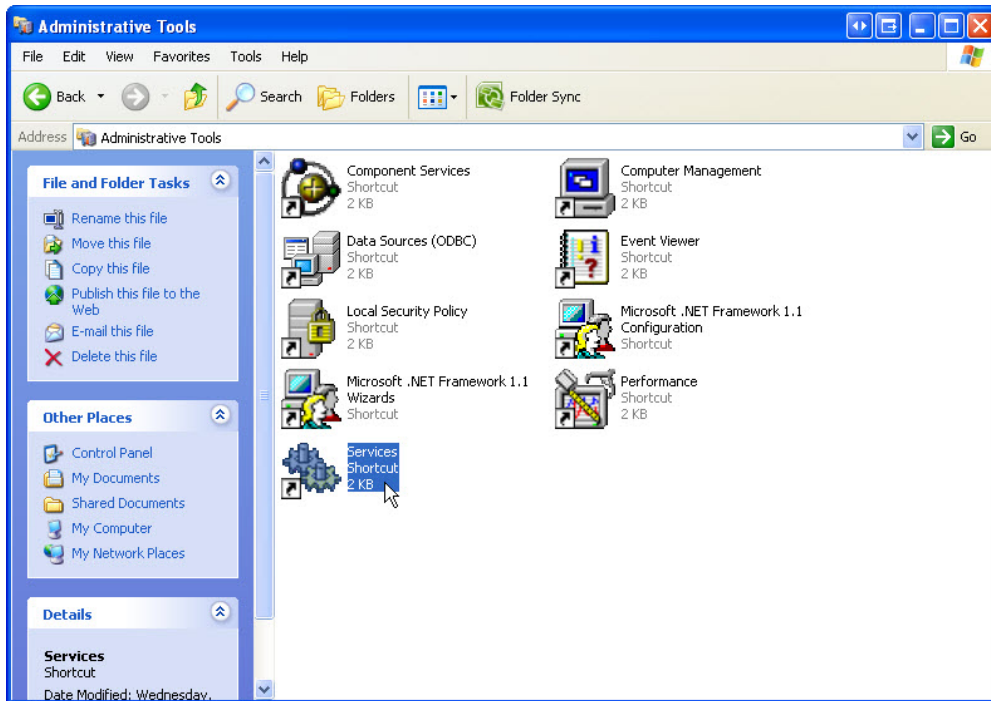 Administrative Tools
File Edit View Favorites Tools Help
Back Search Folders Folder Sync
Address Administrative Tools Go
File and Folder Tasks
Rename this file
Move this file
Copy this file
Publish this file to the
Web
E-mail this file
Delete this file
Other Places
Control Panel
My Documents
Shared Documents
My Computer
My Network Places
Details
Services
Shortcut
Date Modified: Wednesday,
Component Services
Shortcut
2 KB
Computer Management
Shortcut
2 KB
Data Sources (ODBC)
Shortcut
2 KB
Event Viewer
Shortcut
2 KB
Local Security Policy
Shortcut
2 KB
Microsoft .NET Framework 1.1
Configuration
Shortcut
Microsoft .NET Framework 1.1
Wizards
Shortcut
Performance
Shortcut
2 KB
Services
Shortcut
2 KB